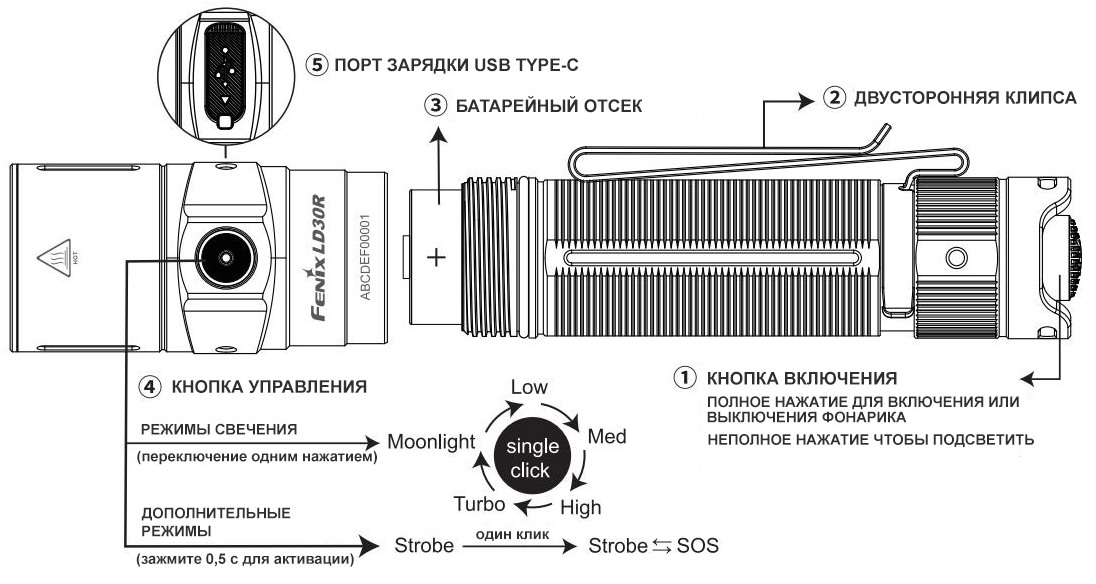 ⑤ ПОРТ ЗАРЯДКИ USB TYPE-C
③ БАТАРЕЙНЫЙ ОТСЕК
② ДВУСТОРОННЯЯ КЛИПСА
HOT
FENIX LD30R
ABCDEF00001
+
④ КНОПКА УПРАВЛЕНИЯ
① КНОПКА ВКЛЮЧЕНИЯ
ПОЛНОЕ НАЖАТИЕ ДЛЯ ВКЛЮЧЕНИЯ ИЛИ
ВЫКЛЮЧЕНИЯ ФОНАРИКА
НЕПОЛНОЕ НАЖАТИЕ ЧТОБЫ ПОДСВЕТИТЬ
РЕЖИМЫ СВЕЧЕНИЯ
(переключение одним нажатием)
Moonlight
Low
Med
High
Turbo
single
click
ДОПОЛНИТЕЛЬНЫЕ
РЕЖИМЫ
(зажмите 0,5 с для активации)
Strobe
один клик
Strobe ⇆ SOS